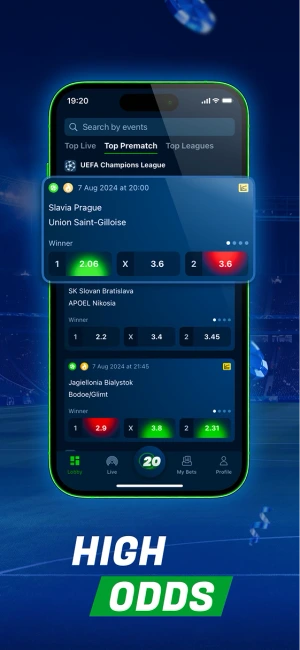 19:20
Search by events
Top Live Top Prematch Top Leagues
UEFA Champions League
7 Aug 2024 at 20:00
Slavia Prague
Union Saint-Gilloise
Winner
1 2.06 X 3.6 2 3.6
SK Slovan Bratislava
APOEL Nikosia
Winner
1 2.2 X 3.4 2 3.45
7 Aug 2024 at 21:45
Jagiellonia Bialystok
Bodoe/Glimt
Winner
1 2.9 X 3.8 2 2.31
20
Lobby Live My Bets Profile
HIGH
ODDS